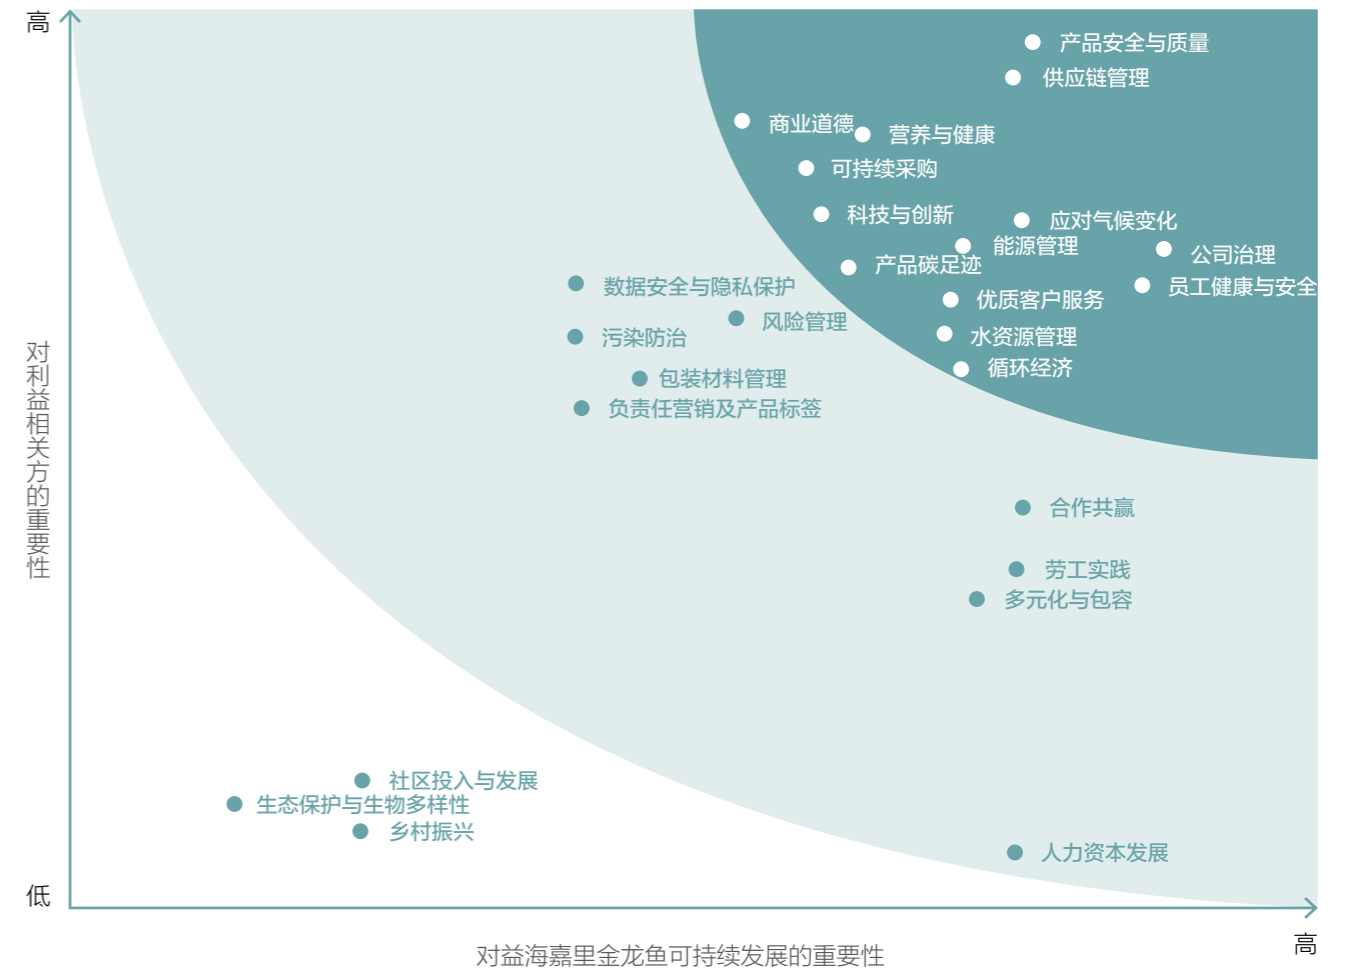 高
产品安全与质量
供应链管理
商业道德
营养与健康
可持续采购
科技与创新
应对气候变化
能源管理
公司治理
产品碳足迹
员工健康与安全
优质客户服务
水资源管理
循环经济
数据安全与隐私保护
风险管理
污染防治
包装材料管理
负责任营销及产品标签
对利益相关方的重要性
合作共赢
劳工实践
多元化与包容
社区投入与发展
生态保护与生物多样性
乡村振兴
人力资本发展
低
高
对益海嘉里金龙鱼可持续发展的重要性